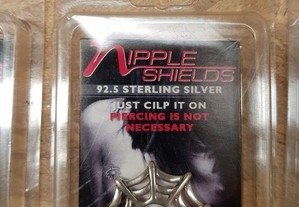 NIPPLE
SHIELDS
92.5 STERLING SILVER
JUST CILP IT ON
PIERCING IS NOT
NECESSARY